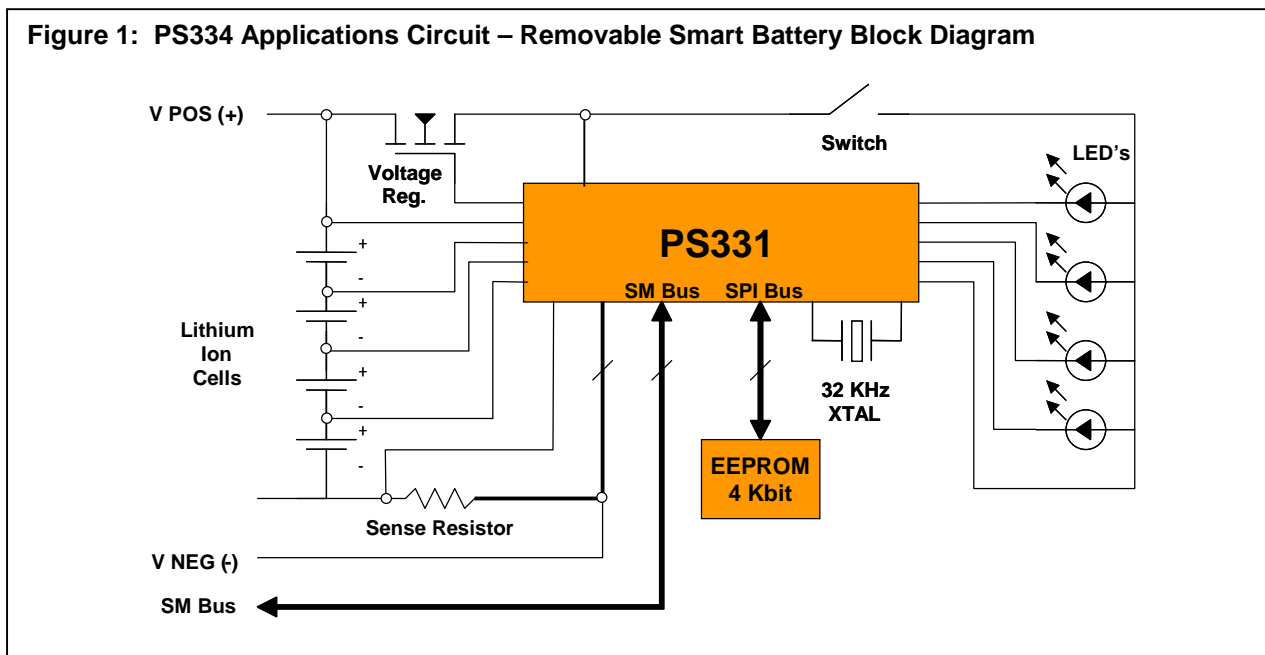 Figure 1:  PS334 Applications Circuit – Removable Smart Battery Block Diagram
V POS (+)
Switch
LED's
Voltage
Reg.
PS331
SM Bus
SPI Bus
+
-
+
-
+
-
+
-
Lithium
Ion
Cells
32 KHz
XTAL
EEPROM
4 Kbit
Sense Resistor
V NEG (-)
SM Bus